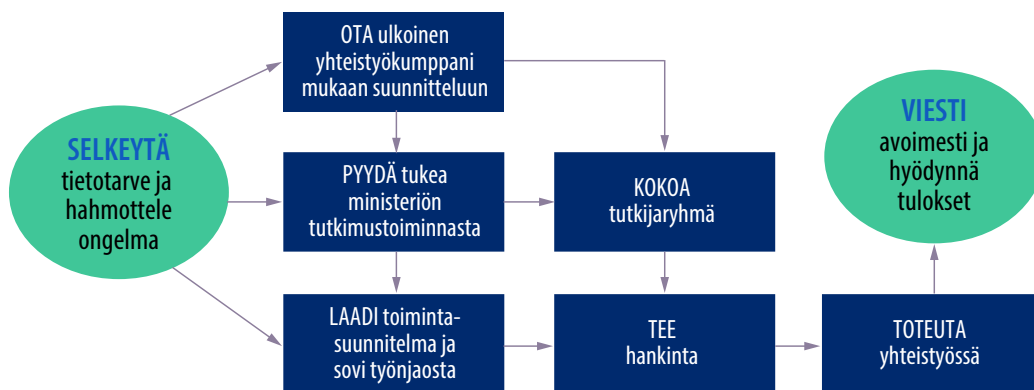 SELKEYTÄ
tietotarve ja
hahmottele
ongelma
OTA ulkoinen
yhteistyökumppani
mukaan suunnitteluun
PYYDÄ tukea
ministeriön
tutkimustoiminnasta
LAADI toiminta-
suunnitelma ja
sovi työnjaosta
KOKOA
tutkijaryhmä
TEE
hankinta
TOTEUTA
yhteistyössä
VIESTI
avoimesti ja
hyödynnä
tulokset